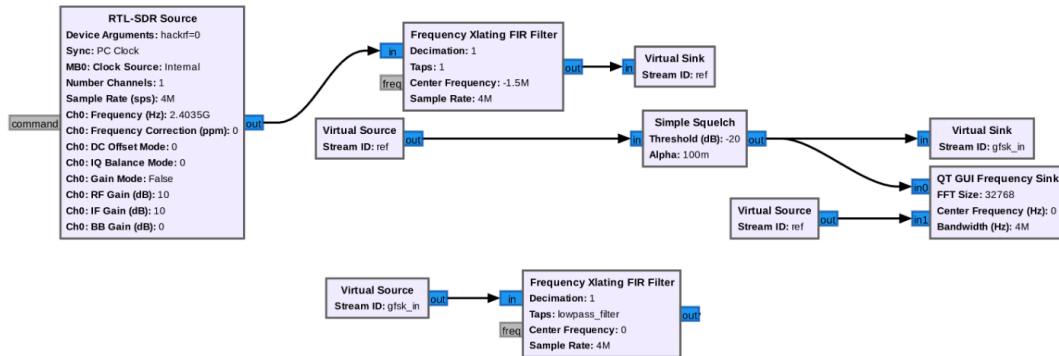 RTL-SDR Source
Device Arguments: hackrf=0
Sync: PC Clock
MB0: Clock Source: Internal
Number Channels: 1
Sample Rate (sps): 4M
Ch0: Frequency (Hz): 2.4035G
Ch0: Frequency Correction (ppm): 0
Ch0: DC Offset Mode: 0
Ch0: IQ Balance Mode: 0
Ch0: Gain Mode: False
Ch0: RF Gain (dB): 10
Ch0: IF Gain (dB): 10
Ch0: BB Gain (dB): 0
command
out
Frequency Xlating FIR Filter
Decimation: 1
Taps: 1
Center Frequency: -1.5M
Sample Rate: 4M
in
freq
out
in
Virtual Sink
Stream ID: ref
Virtual Source
Stream ID: ref
out
in
Simple Squelch
Threshold (dB): -20
Alpha: 100m
out
in
Virtual Sink
Stream ID: gfsk_in
in0
in1
QT GUI Frequency Sink
FFT Size: 32768
Center Frequency (Hz): 0
Bandwidth (Hz): 4M
Virtual Source
Stream ID: ref
out
Virtual Source
Stream ID: gfsk_in
out
in
freq
Frequency Xlating FIR Filter
Decimation: 1
Taps: lowpass_filter
Center Frequency: 0
Sample Rate: 4M
out